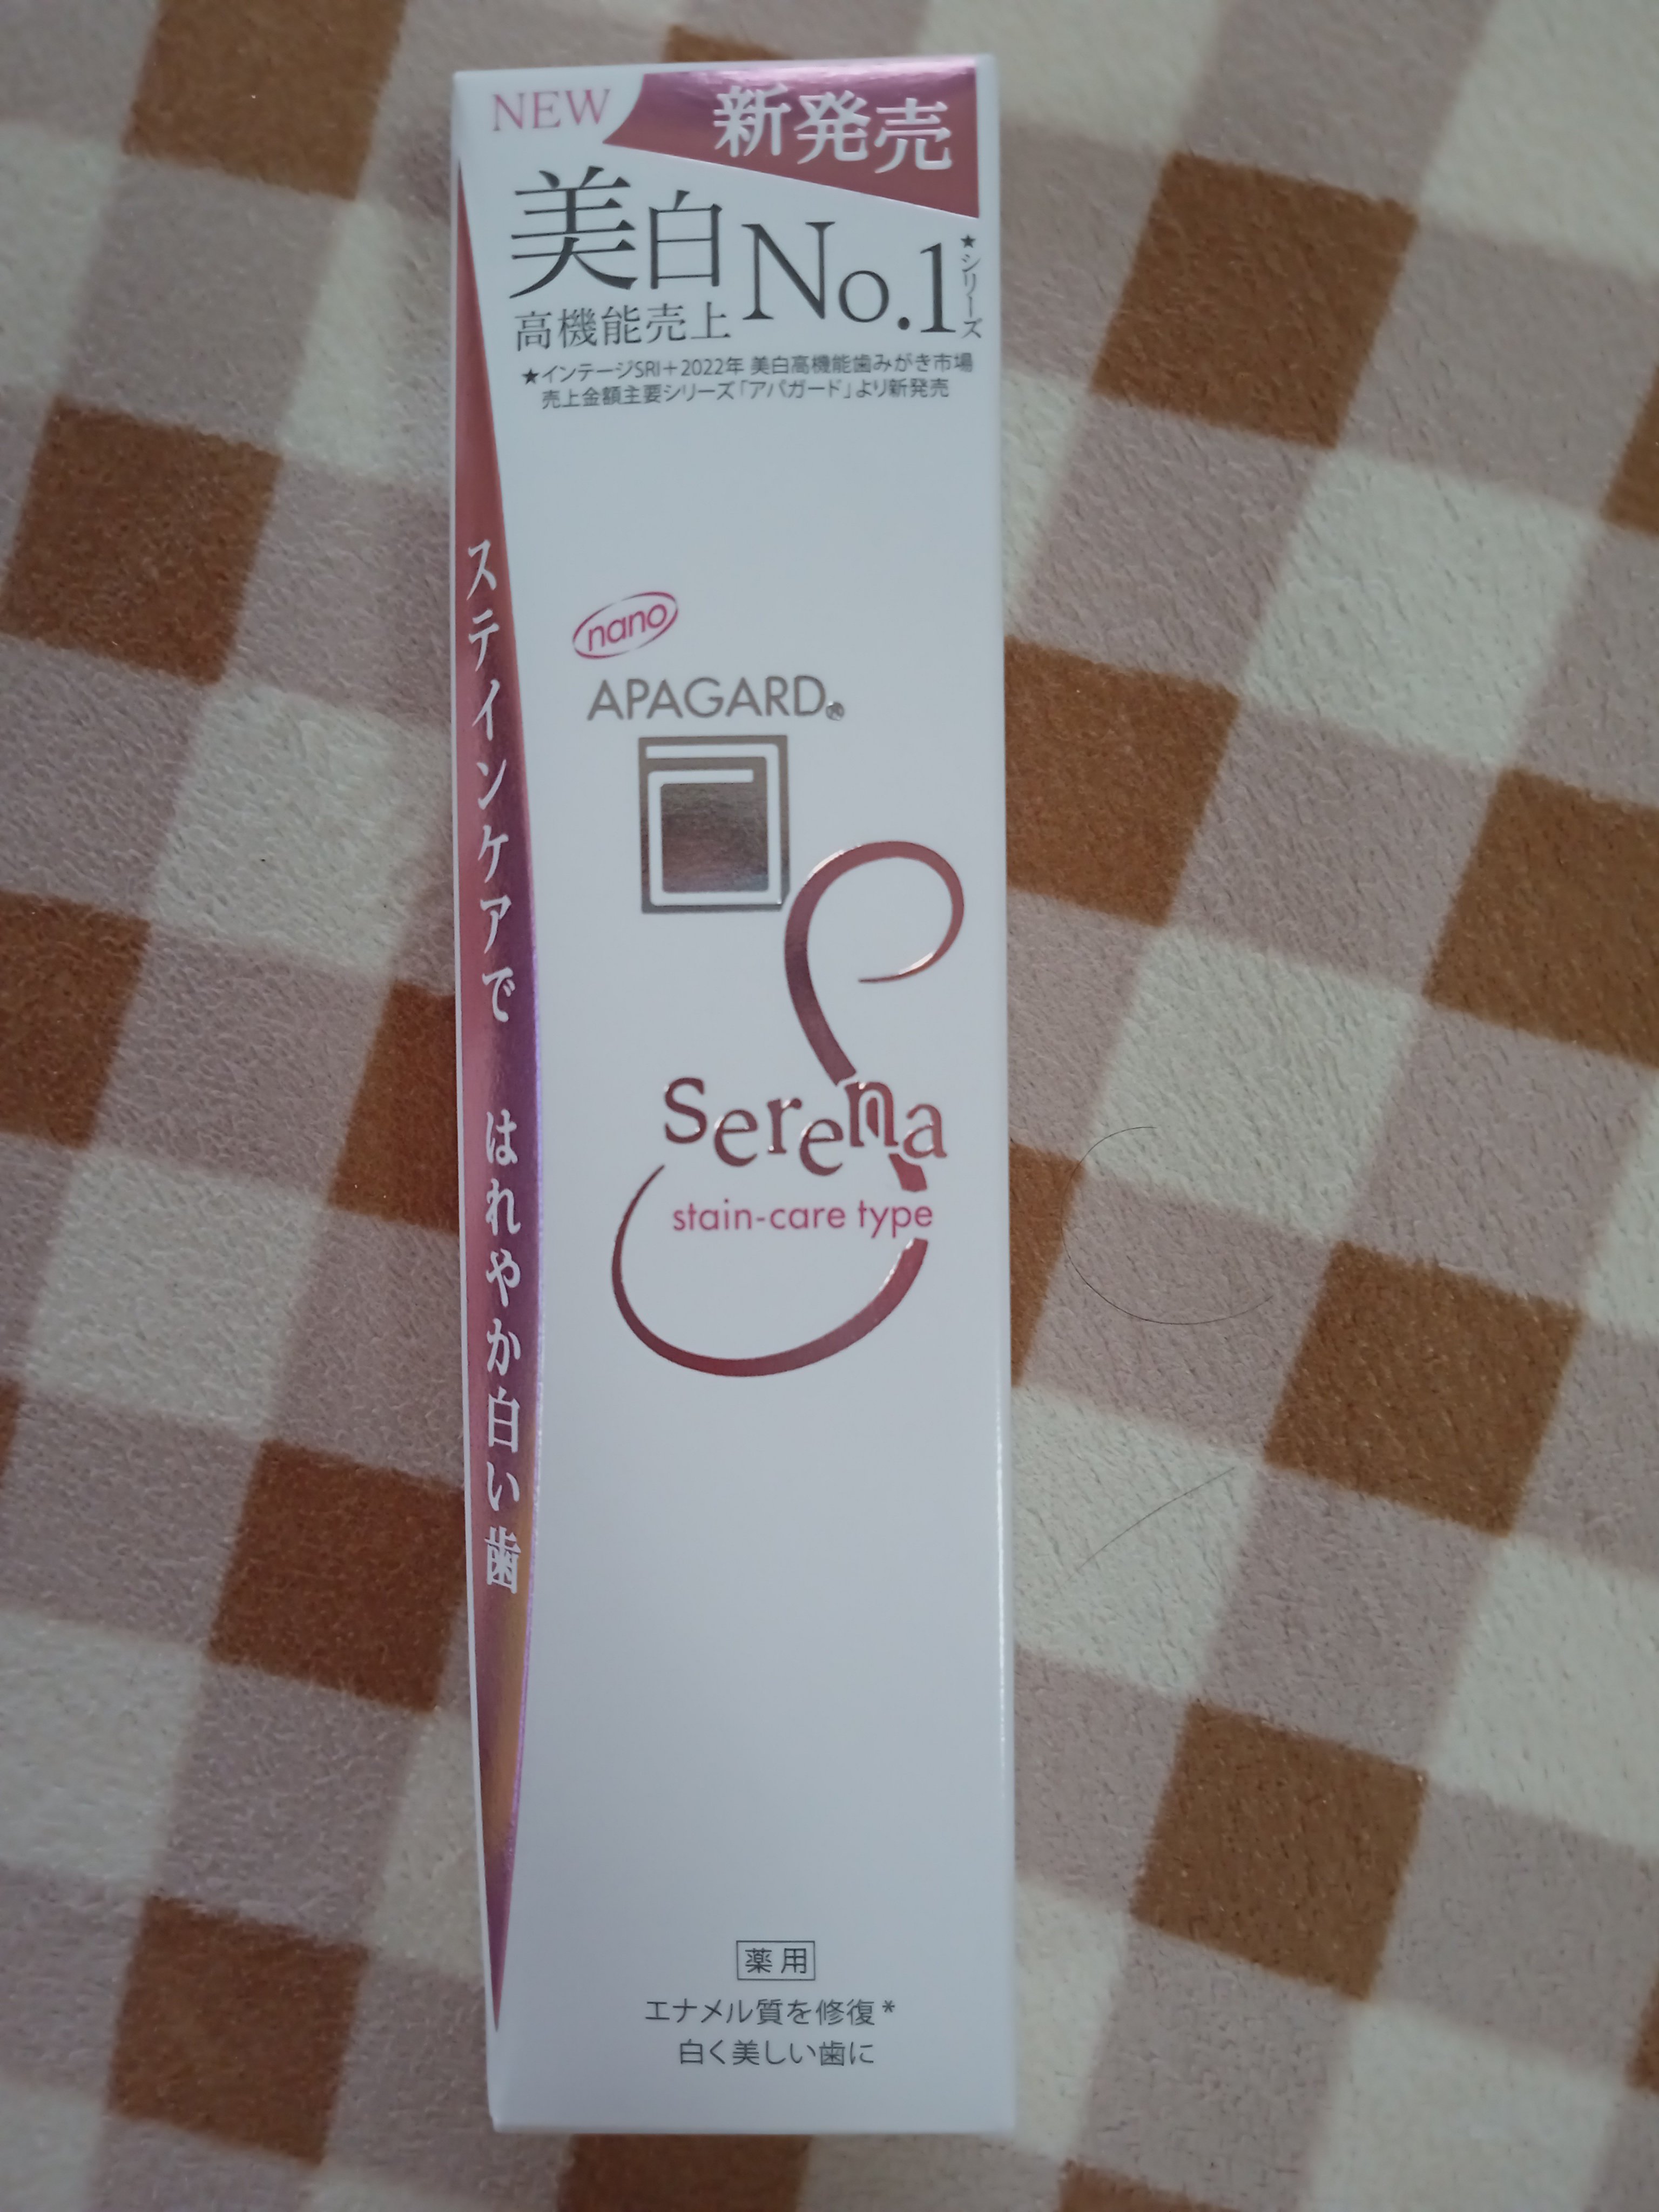 NEW
新発売
美白
高機能売上
No.1
★シリーズ
★インテージSRI+2022年 美白高機能歯みがき市場
売上金額主要シリーズ「アパガード」より新発売
ステインケアで はれやか白い歯
nano
APAGARD®
Serena
stain-care type
薬用
エナメル質を修復*
白く美しい歯に